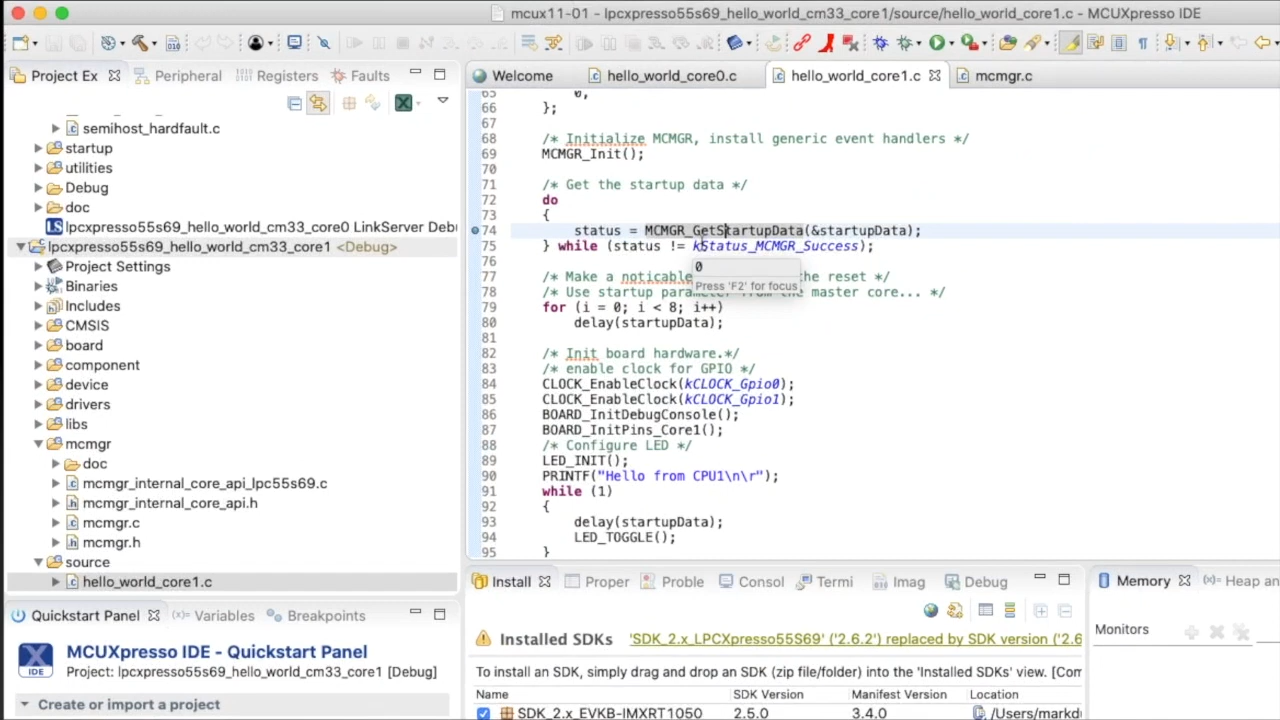 mcux11-01 - lpcxpresso55s69_hello_world_cm33_core1/source/hello_world_core1.c - MCUXpresso IDE
Project Ex
Peripheral
Registers
Faults
semihost_hardfault.c
startup
utilities
Debug
doc
lpcxpresso55s69_hello_world_cm33_core0 LinkServer Debu
lpcxpresso55s69_hello_world_cm33_core1 <Debug>
Project Settings
Binaries
Includes
CMSIS
board
component
device
drivers
libs
mcmgr
doc
mcmgr_internal_core_api_lpc55s69.c
mcmgr_internal_core_api.h
mcmgr.c
mcmgr.h
source
hello_world_core1.c
Welcome
hello_world_core0.c
hello_world_core1.c
mcmgr.c
65 0,
66 };
67
68 /* Initialize MCMGR, install generic event handlers */
69 MCMGR_Init();
70
71 /* Get the startup data */
72 do
73 {
74 status = MCMGR_GetStartupData(&startupData);
75 } while (status != kStatus_MCMGR_Success);
76
0
Press 'F2' for focus
77 /* Make a noticable the reset */
78 /* Use startup parameter from the master core... */
79 for (i = 0; i < 8; i++)
80 delay(startupData);
81
82 /* Init board hardware.*/
83 /* enable clock for GPIO */
84 CLOCK_EnableClock(kCLOCK_Gpio0);
85 CLOCK_EnableClock(kCLOCK_Gpio1);
86 BOARD_InitDebugConsole();
87 BOARD_InitPins_Core1();
88 /* Configure LED */
89 LED_INIT();
90 PRINTF("Hello from CPU1\n\r");
91 while (1)
92 {
93 delay(startupData);
94 LED_TOGGLE();
95 }
Quickstart Panel
Variables
Breakpoints
IDE
MCUXpresso IDE - Quickstart Panel
Project: lpcxpresso55s69_hello_world_cm33_core1 [Debug]
Create or import a project
Install
Proper
Proble
Consol
Termi
Imag
Debug
Installed SDKs
'SDK_2.x_LPCXpresso55S69' ('2.6.2') replaced by SDK version ('2.6
To install an SDK, simply drag and drop an SDK (zip file/folder) into the 'Installed SDKs' view. [Com
Name SDK Version Manifest Version Location
SDK_2.x_EVKB-IMXRT1050 2.5.0 3.4.0 /Users/markd
Memory
Heap an
Monitors